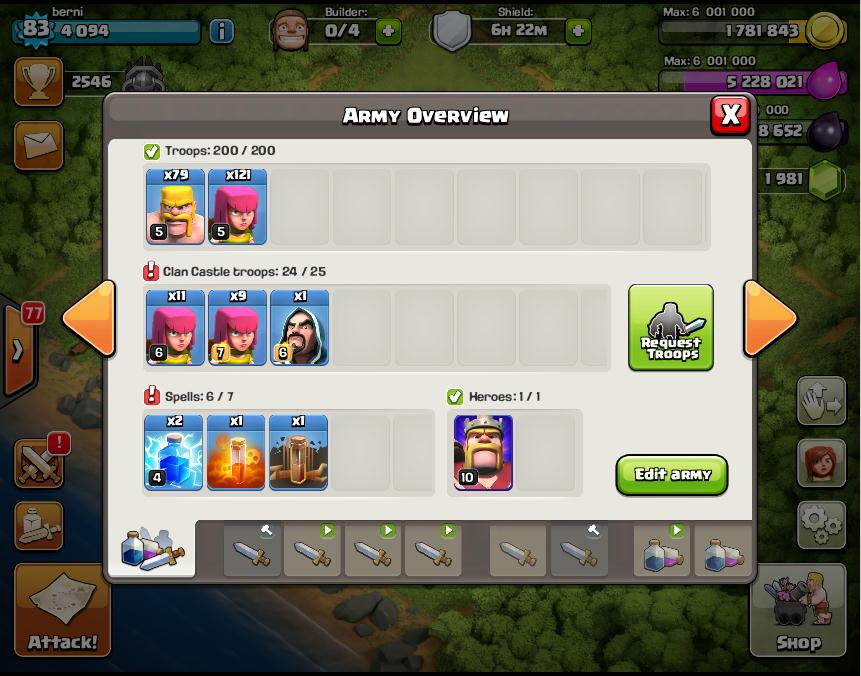 berni
83 4 094
Builder:
0/4
Shield:
6H 22M
Max: 6 001 000
1 781 843
2546
Max: 6 001 000
5 228 021
000
8 652
1 981
Army Overview
X
Troops: 200 / 200
x79
x121
5
5
Clan Castle troops: 24 / 25
x11
x9
x1
6
7
6
Request Troops
77
Spells: 6 / 7
Heroes: 1 / 1
x2
x1
x1
4
10
Edit army
!
Attack!
Shop